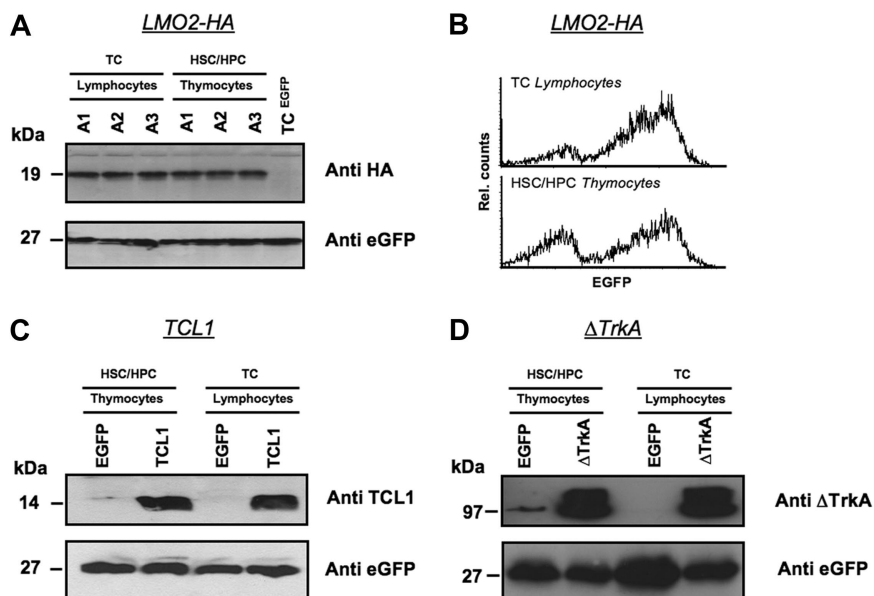 A
LMO2-HA
TC
HSC/HPC
Lymphocytes
Thymocytes
A1
A2
A3
A1
A2
A3
TC EGFP
kDa
19
Anti HA
27
Anti eGFP
B
LMO2-HA
TC Lymphocytes
HSC/HPC Thymocytes
Rel. counts
EGFP
C
TCL1
HSC/HPC
TC
Thymocytes
Lymphocytes
EGFP
TCL1
EGFP
TCL1
kDa
14
Anti TCL1
27
Anti eGFP
D
ΔTrkA
HSC/HPC
TC
Thymocytes
Lymphocytes
EGFP
ΔTrkA
EGFP
ΔTrkA
kDa
97
Anti ΔTrkA
27
Anti eGFP